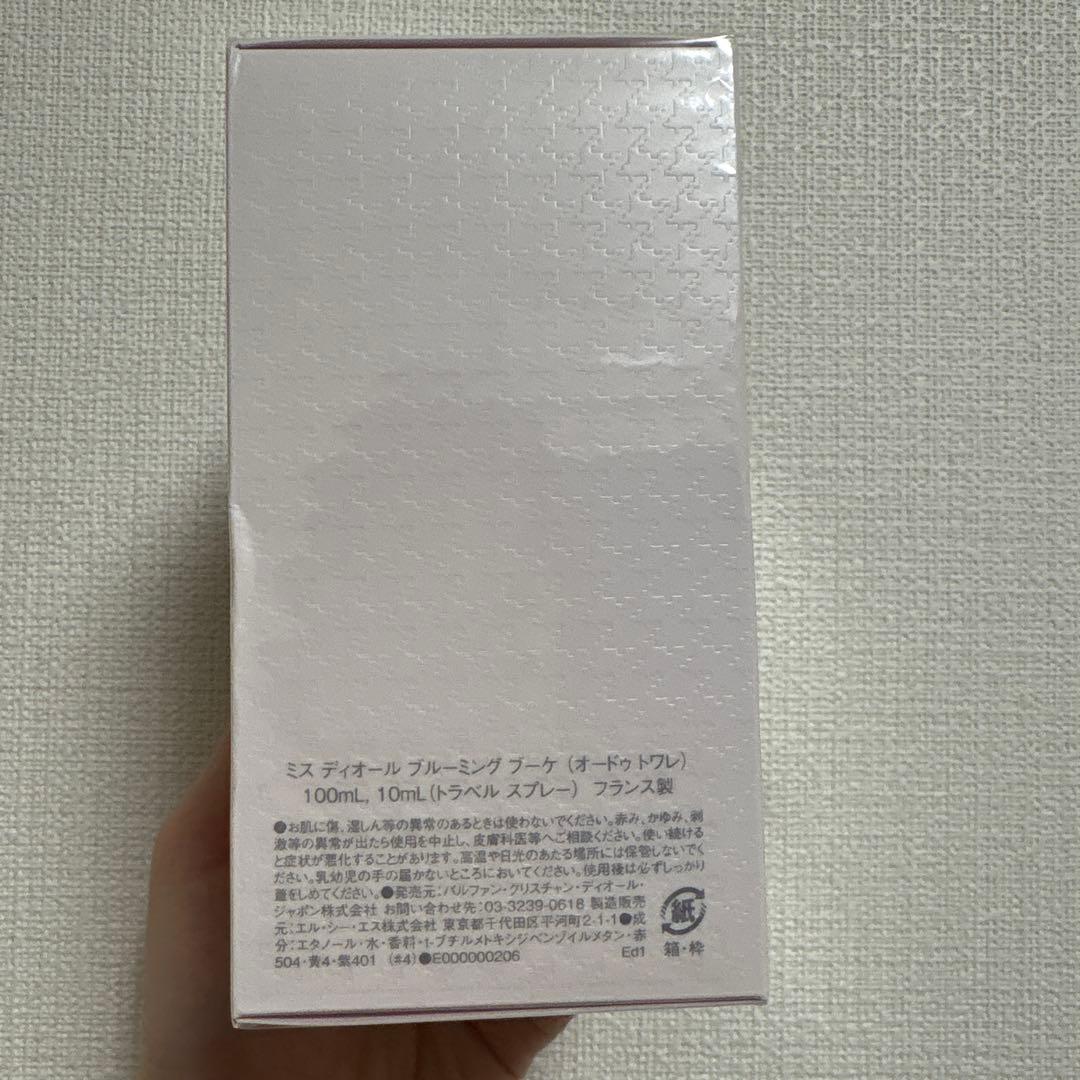 ミス ディオール ブルーミング ブーケ（オードゥ トワレ）
100mL, 10mL（トラベル スプレー） フランス製
●お肌に傷、湿しん等の異常のあるときは使わないでください。赤み、かゆみ、刺
激等の異常が出たら使用を中止し、皮膚科医等へご相談ください。使い続ける
と症状が悪化することがあります。高温や日光のあたる場所には保管しないでく
ださい。乳幼児の手の届かないところにおいてください。使用後は必ずしっかり
蓋をしめてください。●発売元：パルファン・クリスチャン・ディオール・
ジャポン株式会社 お問い合わせ先：03-3239-0618 製造販売
元：エル・シー・エス株式会社 東京都千代田区平河町2-1-1●成
分：エタノール・水・香料・t-ブチルメトキシジベンゾイルメタン・赤
504・黄4・紫401 (#4)●E000000206 Ed1
紙
箱・枠